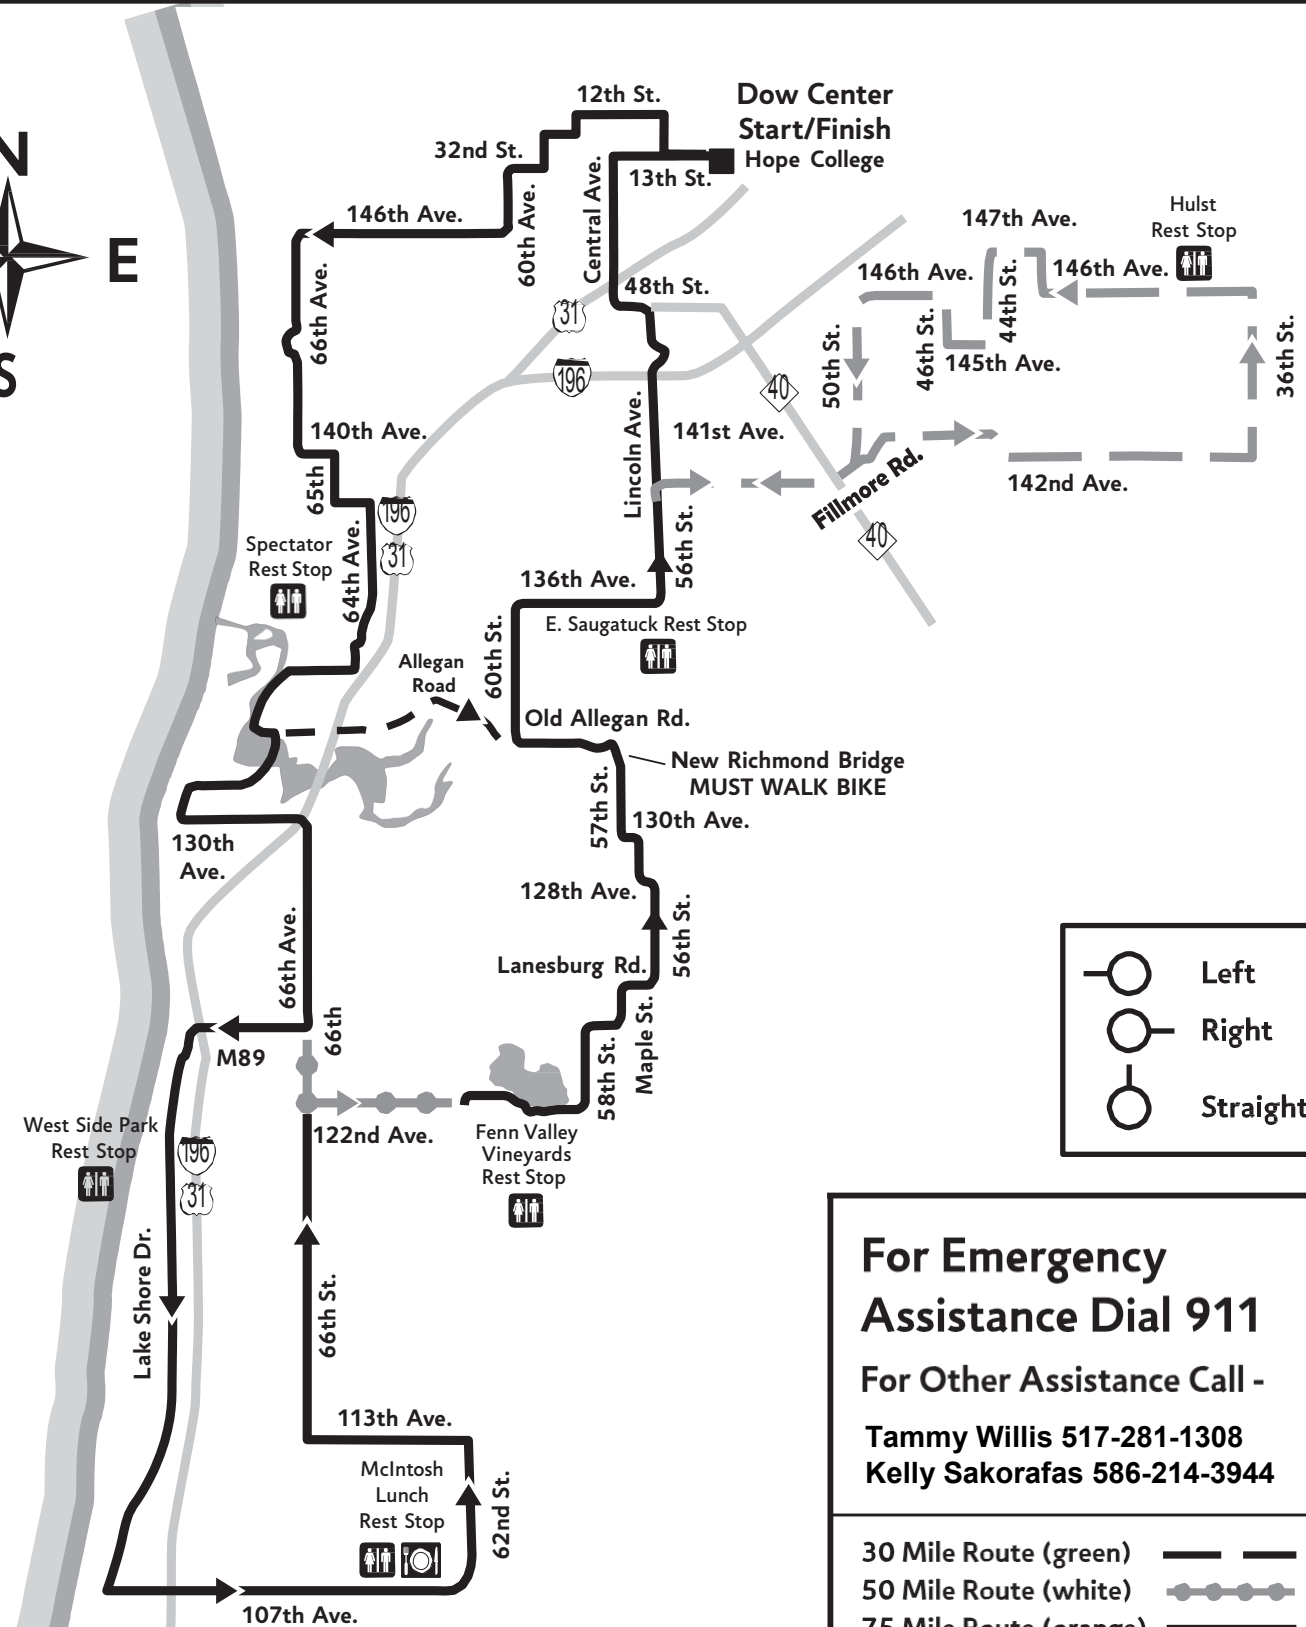 N
E
S
12th St.
Dow Center
Start/Finish
Hope College
32nd St.
13th St.
Central Ave.
60th Ave.
146th Ave.
66th Ave.
48th St.
31
196
147th Ave.
Hulst
Rest Stop
146th Ave.
146th Ave.
44th St.
46th St.
145th Ave.
50th St.
36th St.
40
140th Ave.
65th
Lincoln Ave.
141st Ave.
Fillmore Rd.
142nd Ave.
40
196
31
Spectator
Rest Stop
64th Ave.
56th St.
136th Ave.
E. Saugatuck Rest Stop
60th St.
Allegan
Road
Old Allegan Rd.
New Richmond Bridge
MUST WALK BIKE
57th St.
130th Ave.
130th
Ave.
128th Ave.
56th St.
66th Ave.
Lanesburg Rd.
Maple St.
58th St.
66th
M89
122nd Ave.
Fenn Valley
Vineyards
Rest Stop
West Side Park
Rest Stop
196
31
Lake Shore Dr.
66th St.
113th Ave.
McIntosh
Lunch
Rest Stop
62nd St.
107th Ave.
Left
Right
Straight
For Emergency
Assistance Dial 911
For Other Assistance Call -
Tammy Willis 517-281-1308
Kelly Sakorafas 586-214-3944
30 Mile Route (green)
50 Mile Route (white)
75 Mile Route (orange)